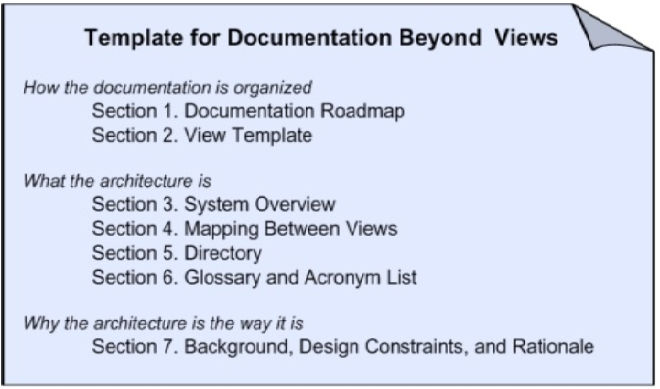 Template for Documentation Beyond Views
How the documentation is organized
Section 1. Documentation Roadmap
Section 2. View Template
What the architecture is
Section 3. System Overview
Section 4. Mapping Between Views
Section 5. Directory
Section 6. Glossary and Acronym List
Why the architecture is the way it is
Section 7. Background, Design Constraints, and Rationale